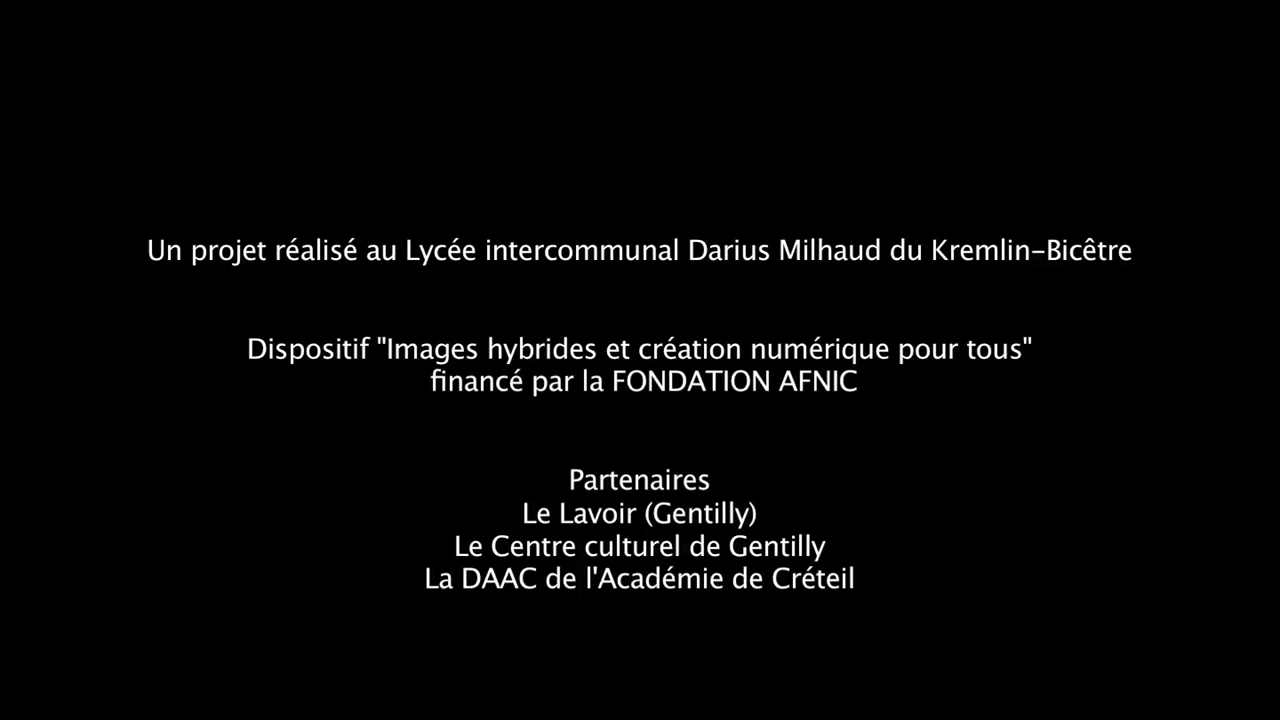 Un projet réalisé au Lycée intercommunal Darius Milhaud du Kremlin-Bicêtre
Dispositif "Images hybrides et création numérique pour tous"
financé par la FONDATION AFNIC
Partenaires
Le Lavoir (Gentilly)
Le Centre culturel de Gentilly
La DAAC de l'Académie de Créteil